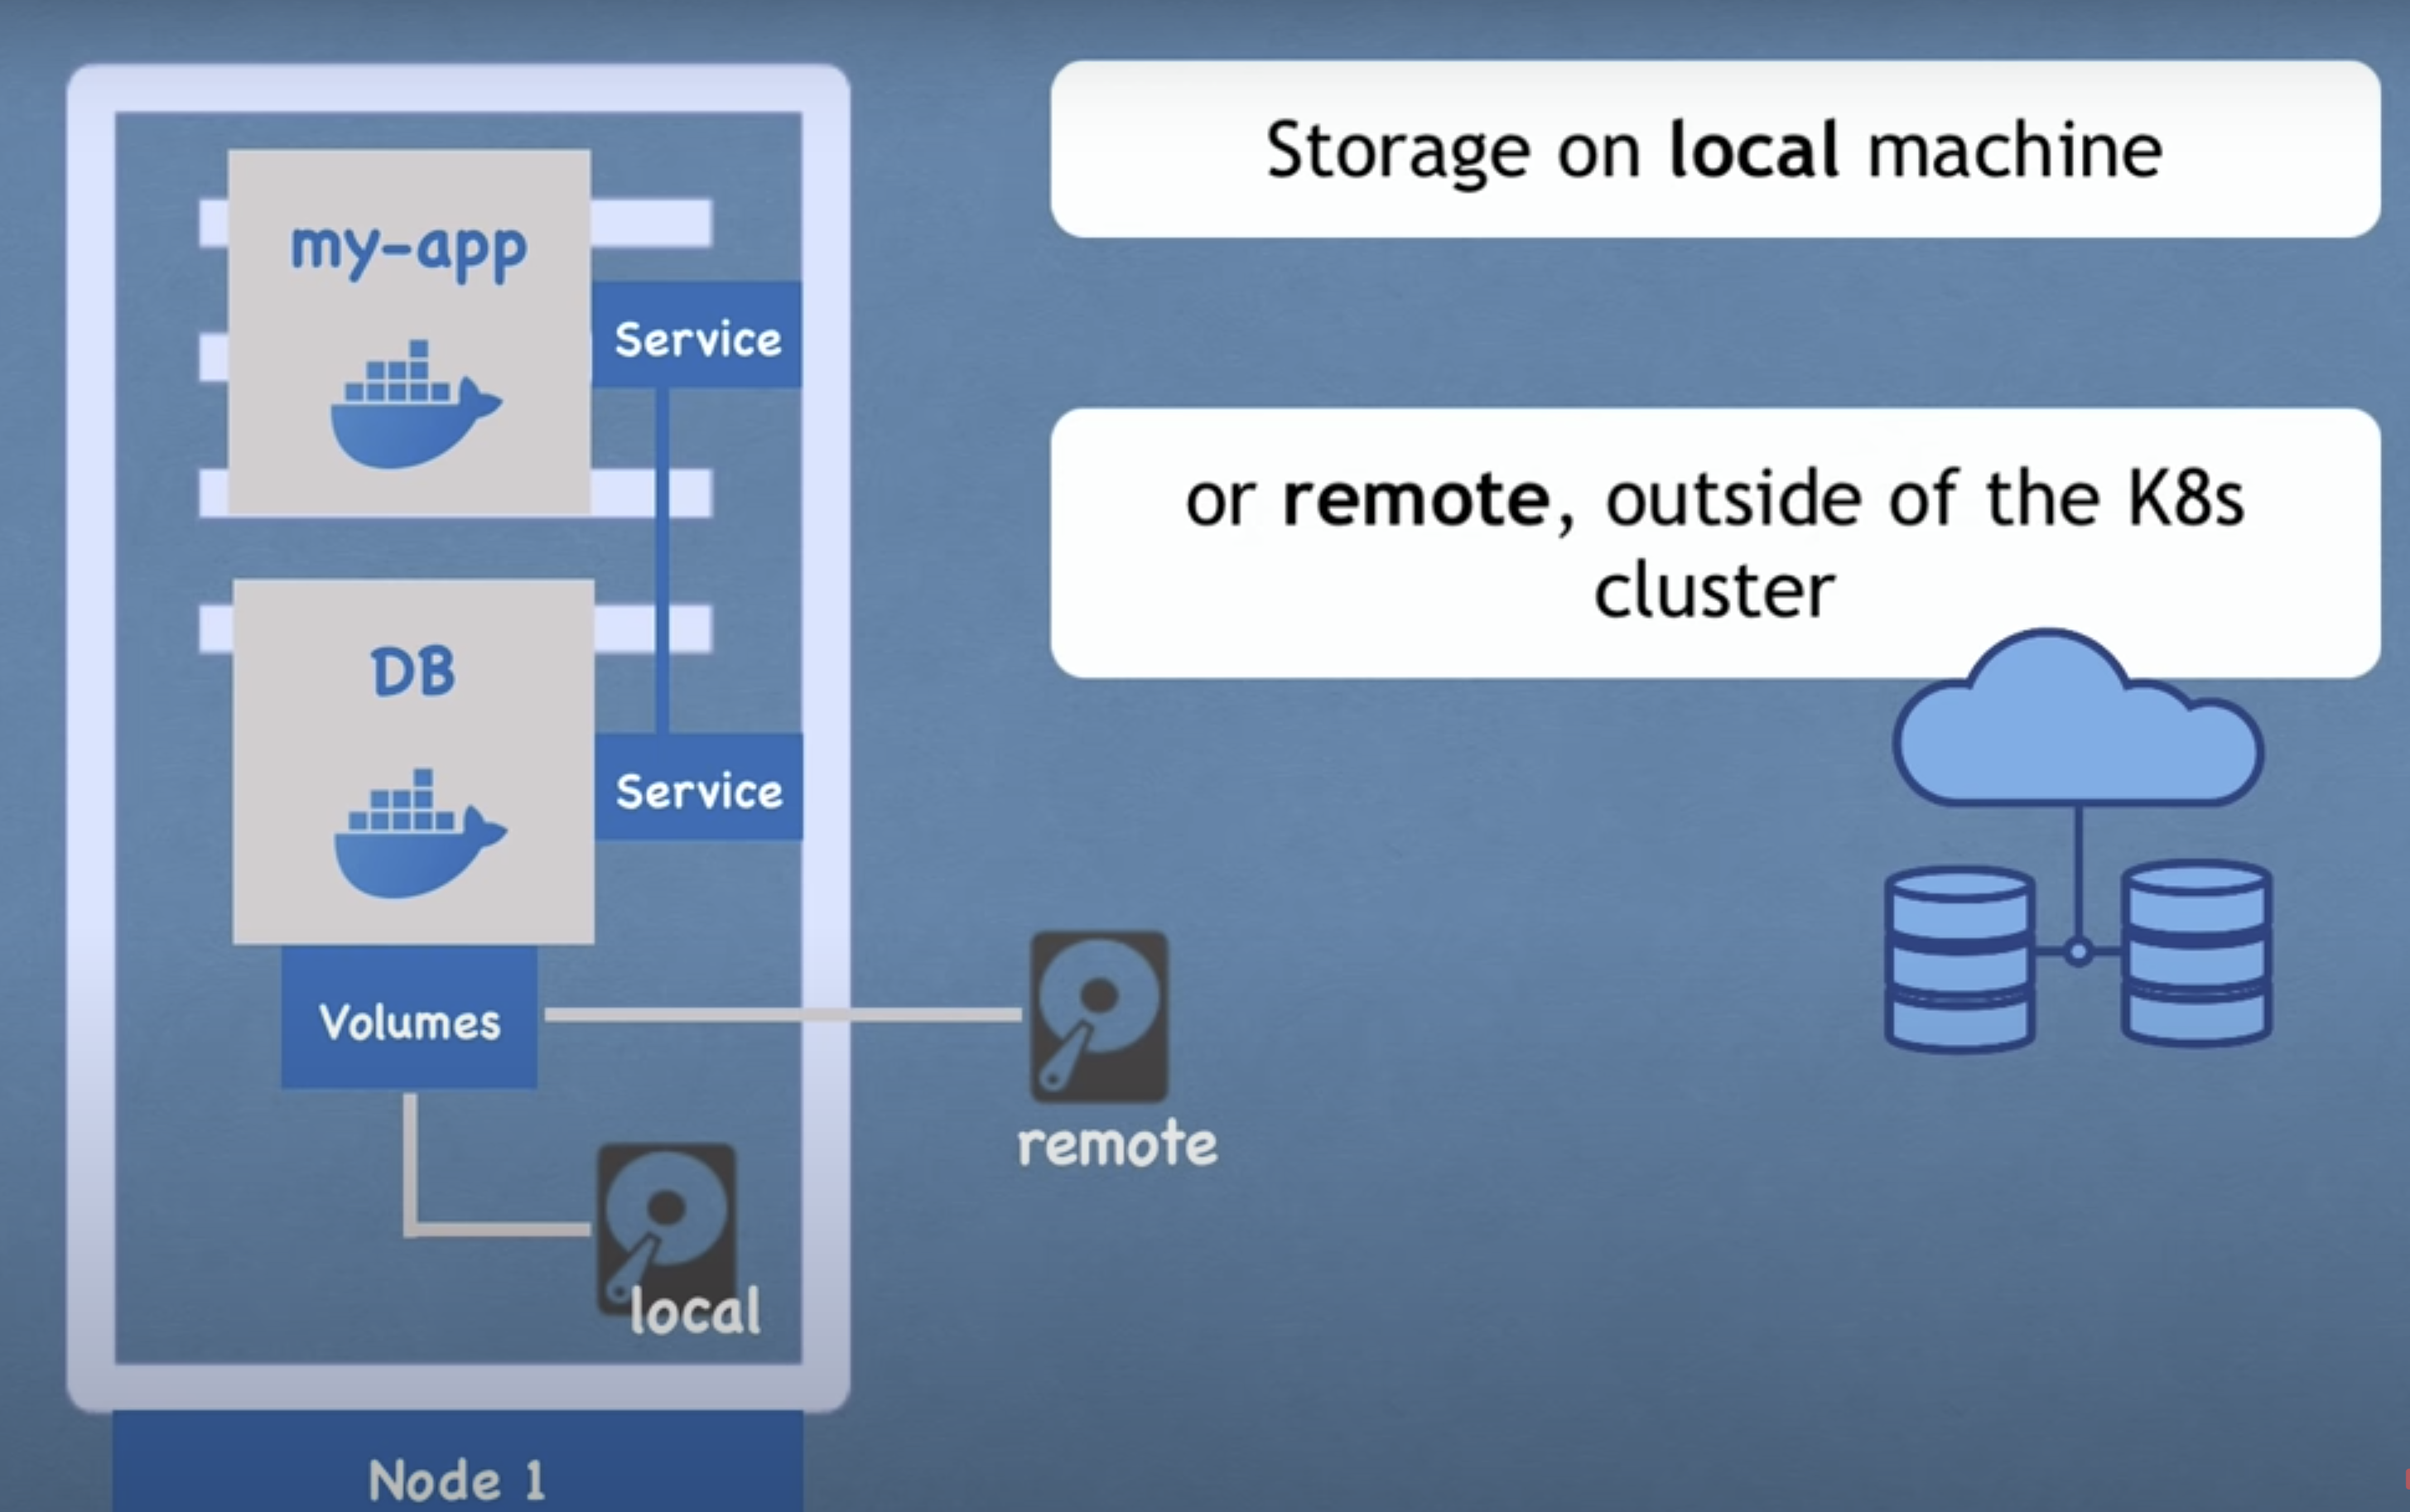 my-app
Service
DB
Service
Volumes
local
remote
Node 1
Storage on local machine
or remote, outside of the K8s
cluster